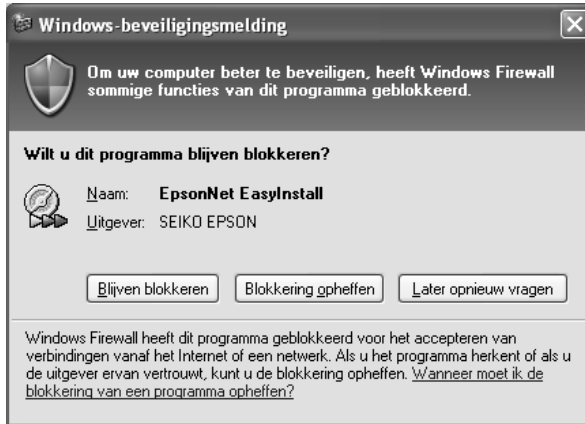 Windows-beveiligingsmelding
Om uw computer beter te beveiligen, heeft Windows Firewall
sommige functies van dit programma geblokkeerd.
Wilt u dit programma blijven blokkeren?
Naam: EpsonNet EasyInstall
Uitgever: SEIKO EPSON
Blijven blokkeren Blokkering opheffen Later opnieuw vragen
Windows Firewall heeft dit programma geblokkeerd voor het accepteren van
verbindingen vanaf het Internet of een netwerk. Als u het programma herkent of als u
de uitgever ervan vertrouwt, kunt u de blokkering opheffen. Wanneer moet ik de
blokkering van een programma opheffen?